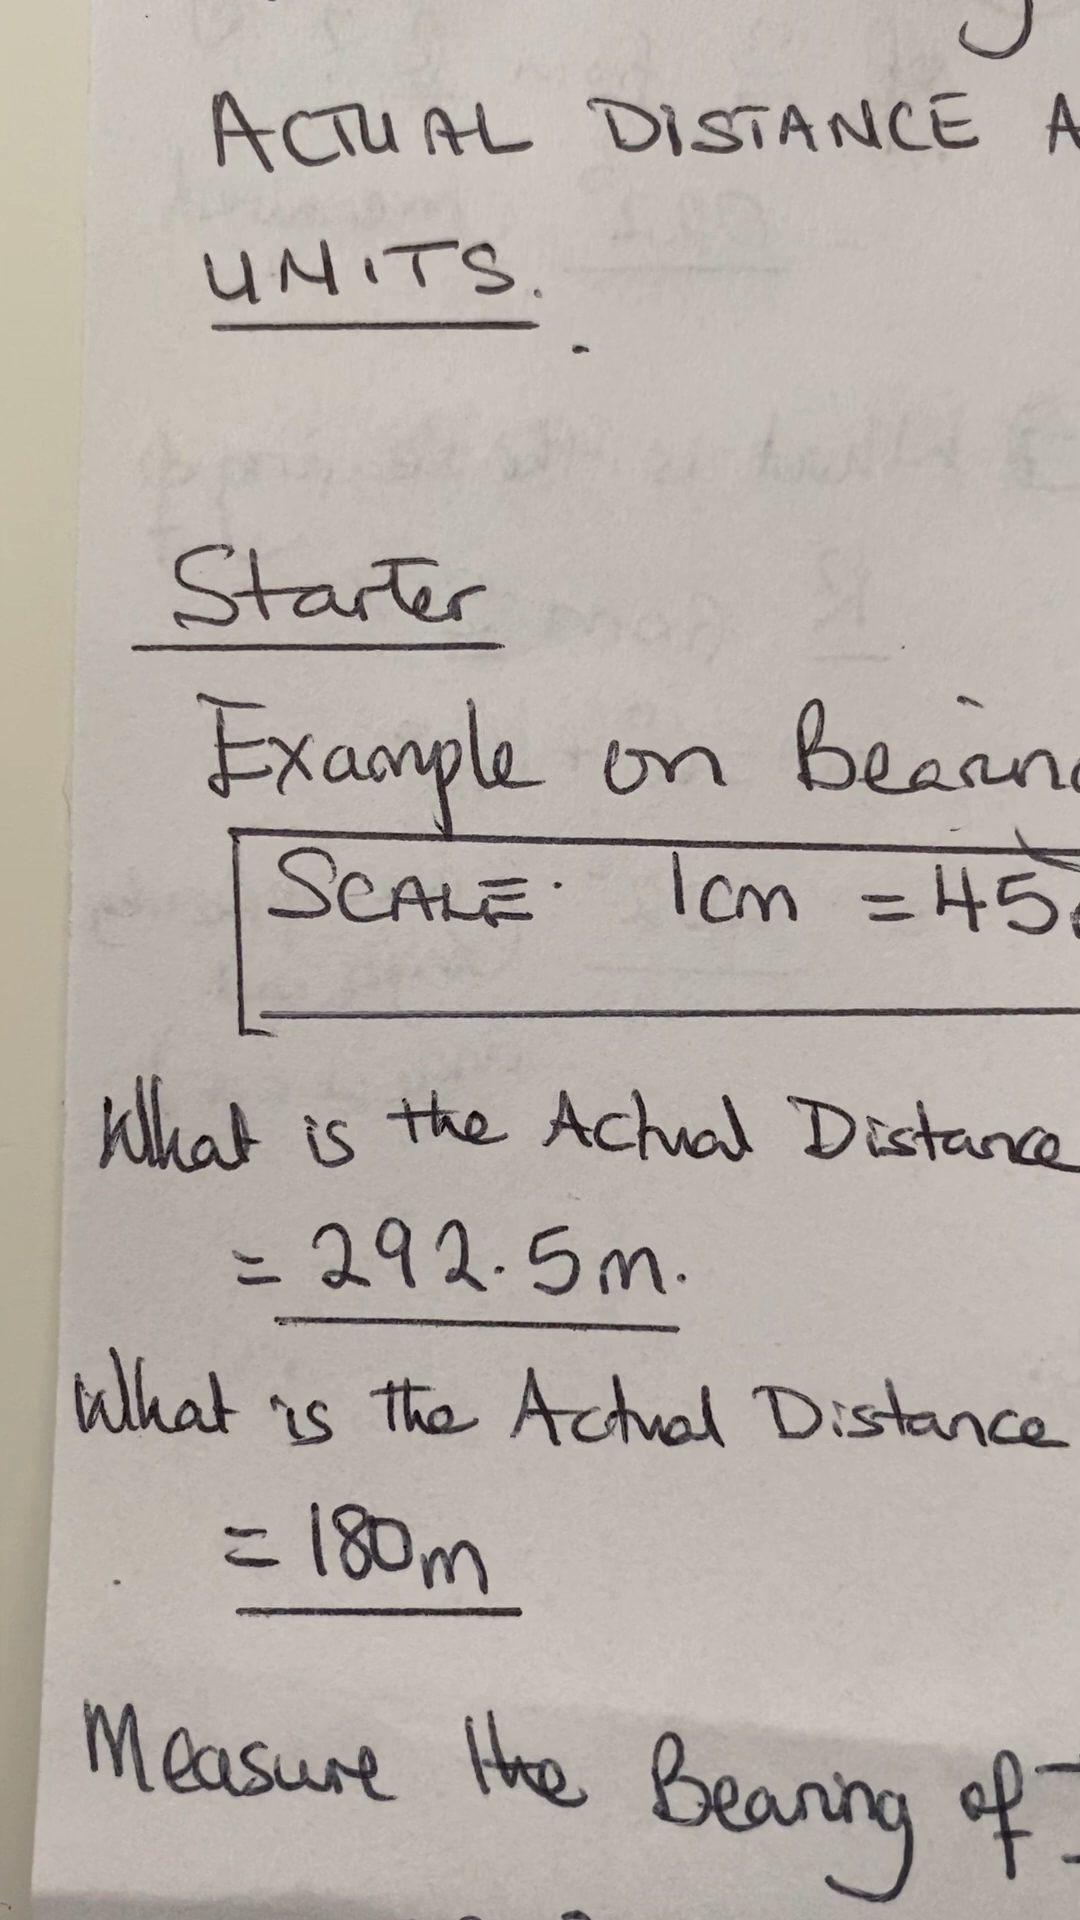 ACTUAL DISTANCE A
UNITS.
Starter
Example on Bearing
SCALE: 1cm = 45
What is the Actual Distance
= 292.5m.
What is the Actual Distance
= 180m
Measure the Bearing of